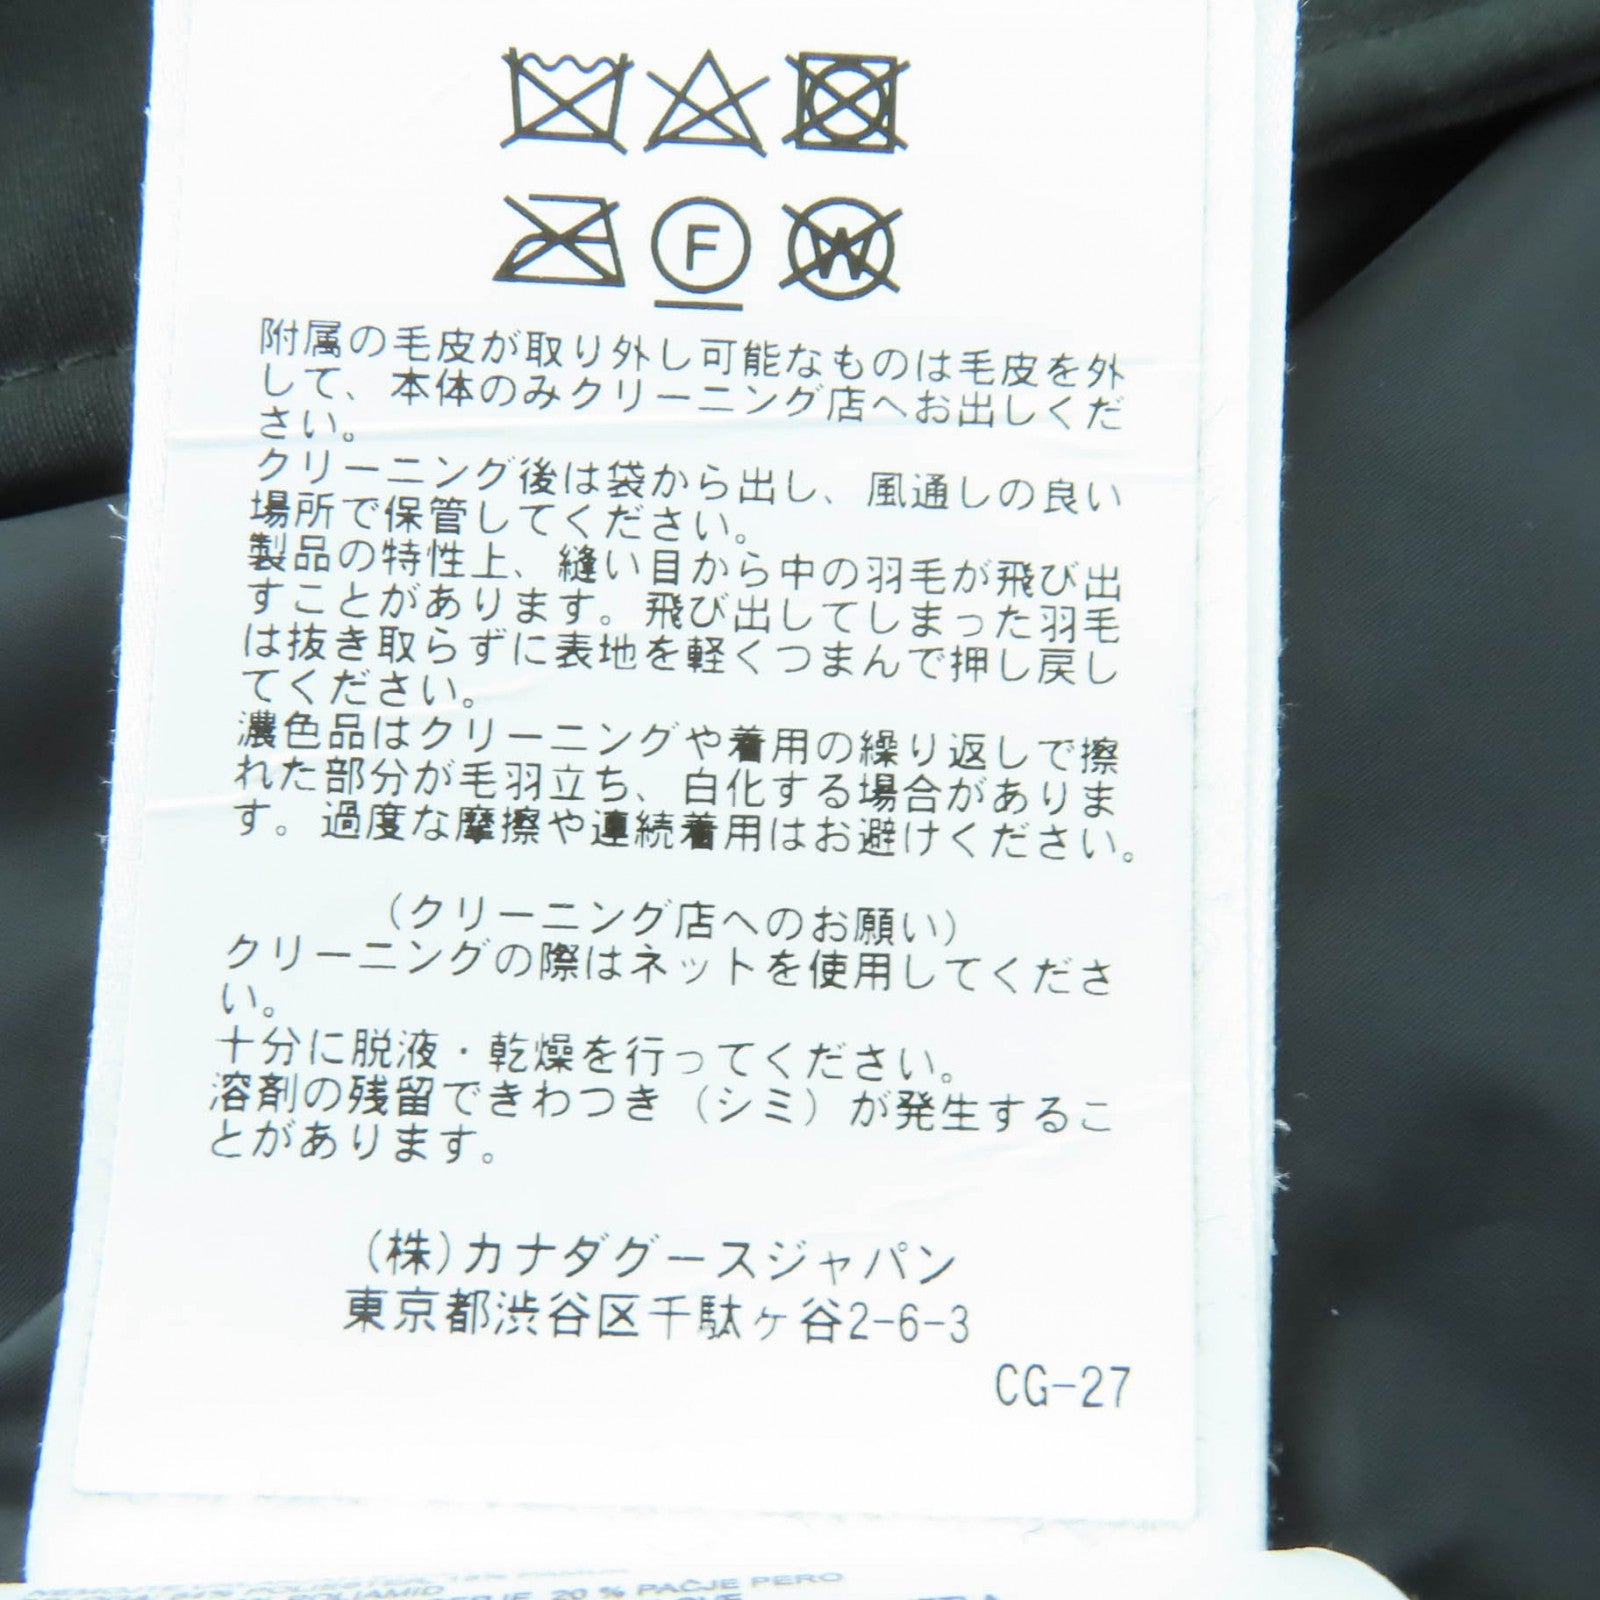 F
W
附属の毛皮が取り外し可能なものは毛皮を外
して、本体のみクリーニング店へお出しくだ
さい。
クリーニング後は袋から出し、風通しの良い
場所で保管してください。
製品の特性上、縫い目から中の羽毛が飛び出
すことがあります。飛び出してしまった羽毛
は抜き取らずに表地を軽くつまんで押し戻し
てください。
濃色品はクリーニングや着用の繰り返しで擦
れた部分が毛羽立ち、白化する場合がありま
す。過度な摩擦や連続着用はお避けください。
(クリーニング店へのお願い)
クリーニングの際はネットを使用してくださ
い。
十分に脱液・乾燥を行ってください。
溶剤の残留できわつき（シミ）が発生するこ
とがあります。
(株)カナダグースジャパン
東京都渋谷区千駄ヶ谷2-6-3
CG-27
20 % PAČJE PERO